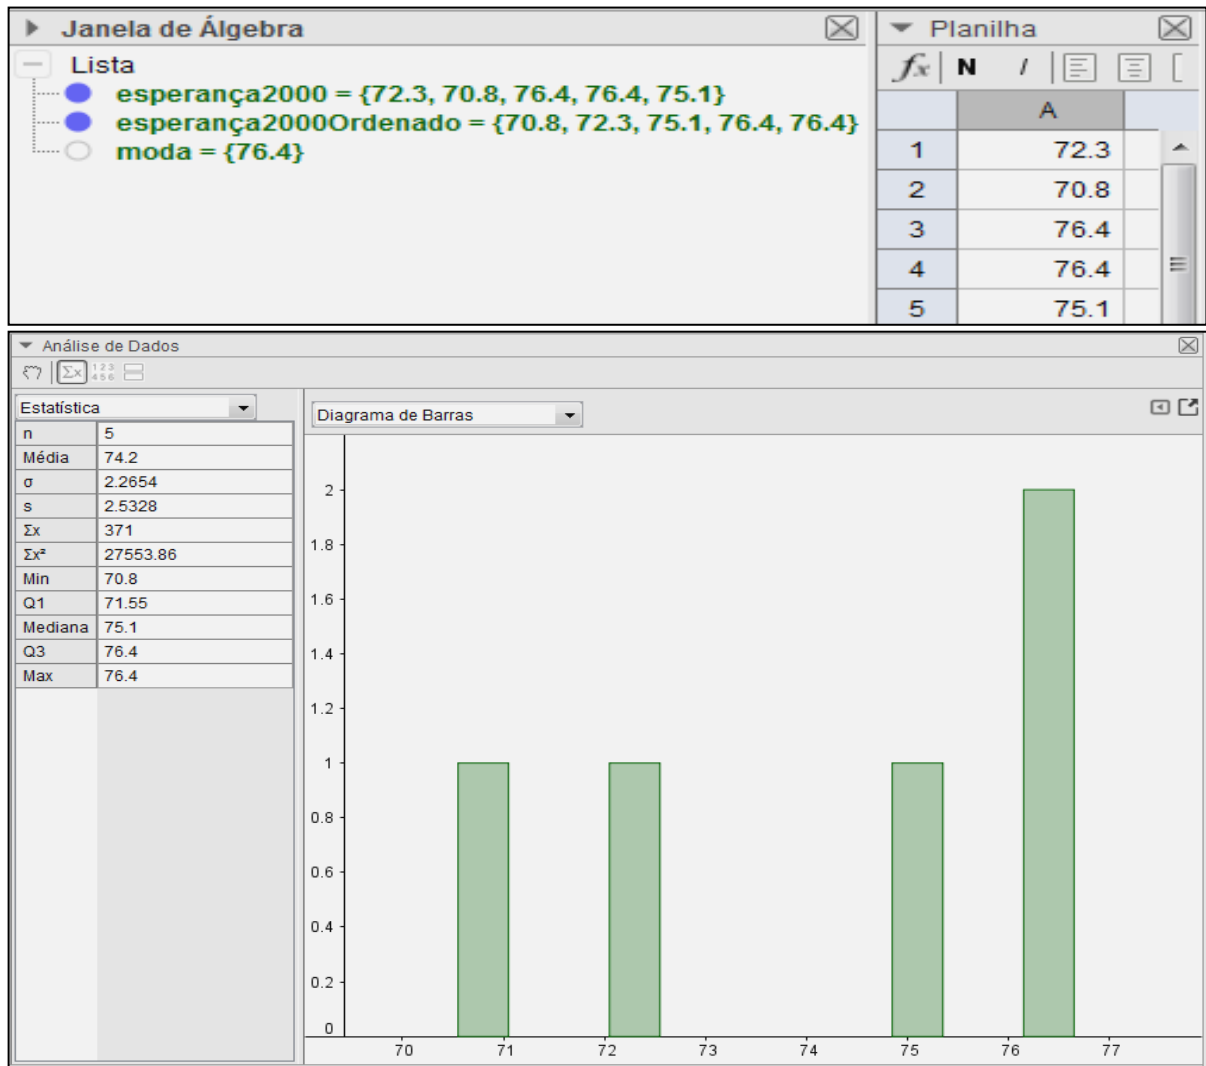 Janela de Álgebra
Lista
esperança2000 = {72.3, 70.8, 76.4, 76.4, 75.1}
esperança2000Ordenado = {70.8, 72.3, 75.1, 76.4, 76.4}
moda = {76.4}
Planilha
fx N I
A
1 72.3
2 70.8
3 76.4
4 76.4
5 75.1
Análise de Dados
Σx 123 456
Estatística
n 5
Média 74.2
σ 2.2654
s 2.5328
Σx 371
Σx² 27553.86
Min 70.8
Q1 71.55
Mediana 75.1
Q3 76.4
Max 76.4
Diagrama de Barras
2
1.8
1.6
1.4
1.2
1
0.8
0.6
0.4
0.2
0
70 71 72 73 74 75 76 77